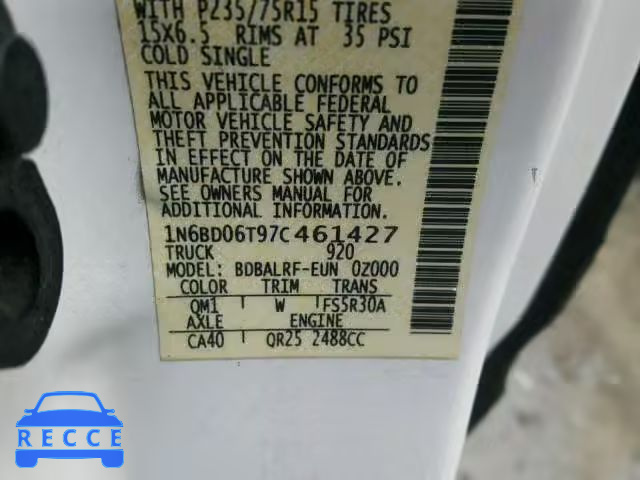 WITH P235/75R15 TIRES
15X6.5 RIMS AT 35 PSI
COLD SINGLE
THIS VEHICLE CONFORMS TO
ALL APPLICABLE FEDERAL
MOTOR VEHICLE SAFETY AND
THEFT PREVENTION STANDARDS
IN EFFECT ON THE DATE OF
MANUFACTURE SHOWN ABOVE.
SEE OWNERS MANUAL FOR
ADDITIONAL INFORMATION.
1N6BD06T97C461427
TRUCK 920
MODEL: BDBALRF-EUN 0Z000
COLOR TRIM TRANS
QM1 W FS5R30A
AXLE ENGINE
CA40 QR25 2488CC
RECCE